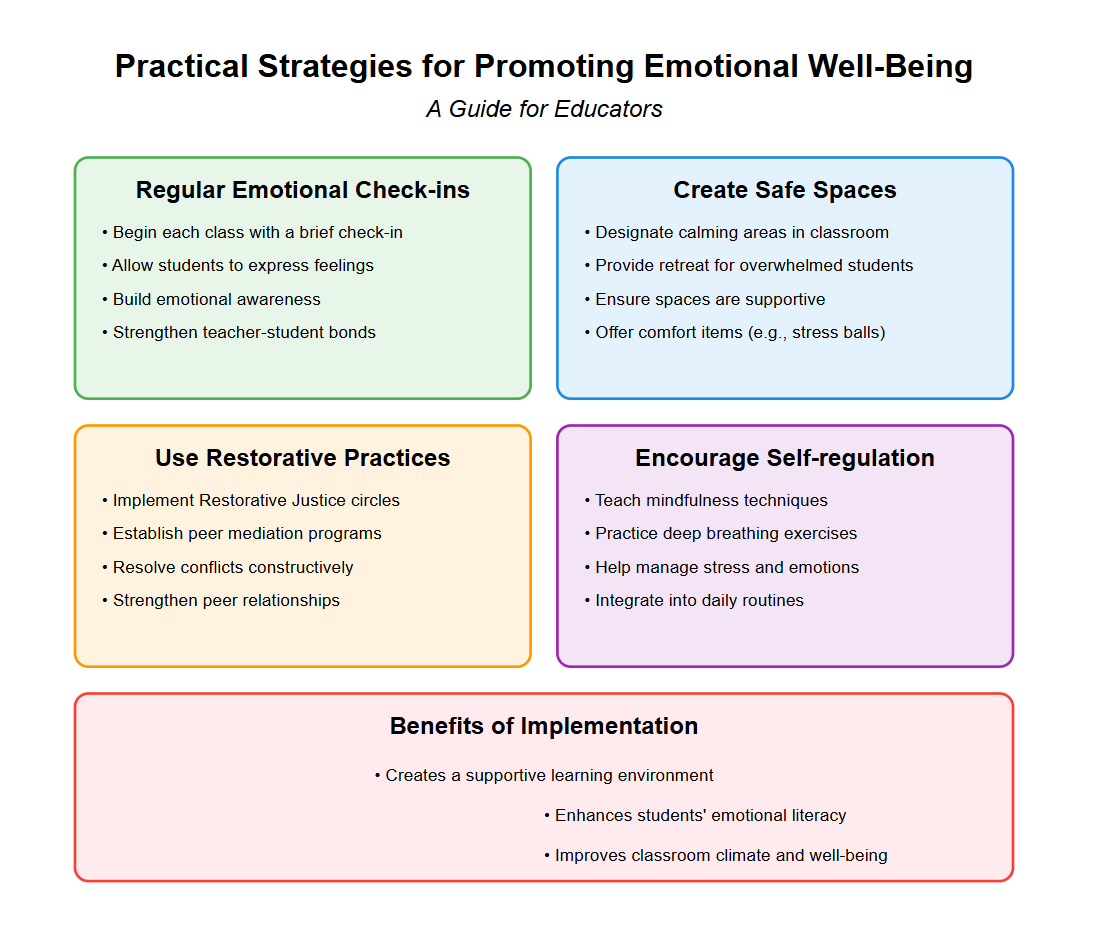 Practical Strategies for Promoting Emotional Well-Being
A Guide for Educators
Regular Emotional Check-ins
• Begin each class with a brief check-in
• Allow students to express feelings
• Build emotional awareness
• Strengthen teacher-student bonds
Create Safe Spaces
• Designate calming areas in classroom
• Provide retreat for overwhelmed students
• Ensure spaces are supportive
• Offer comfort items (e.g., stress balls)
Use Restorative Practices
• Implement Restorative Justice circles
• Establish peer mediation programs
• Resolve conflicts constructively
• Strengthen peer relationships
Encourage Self-regulation
• Teach mindfulness techniques
• Practice deep breathing exercises
• Help manage stress and emotions
• Integrate into daily routines
Benefits of Implementation
• Creates a supportive learning environment
• Enhances students' emotional literacy
• Improves classroom climate and well-being